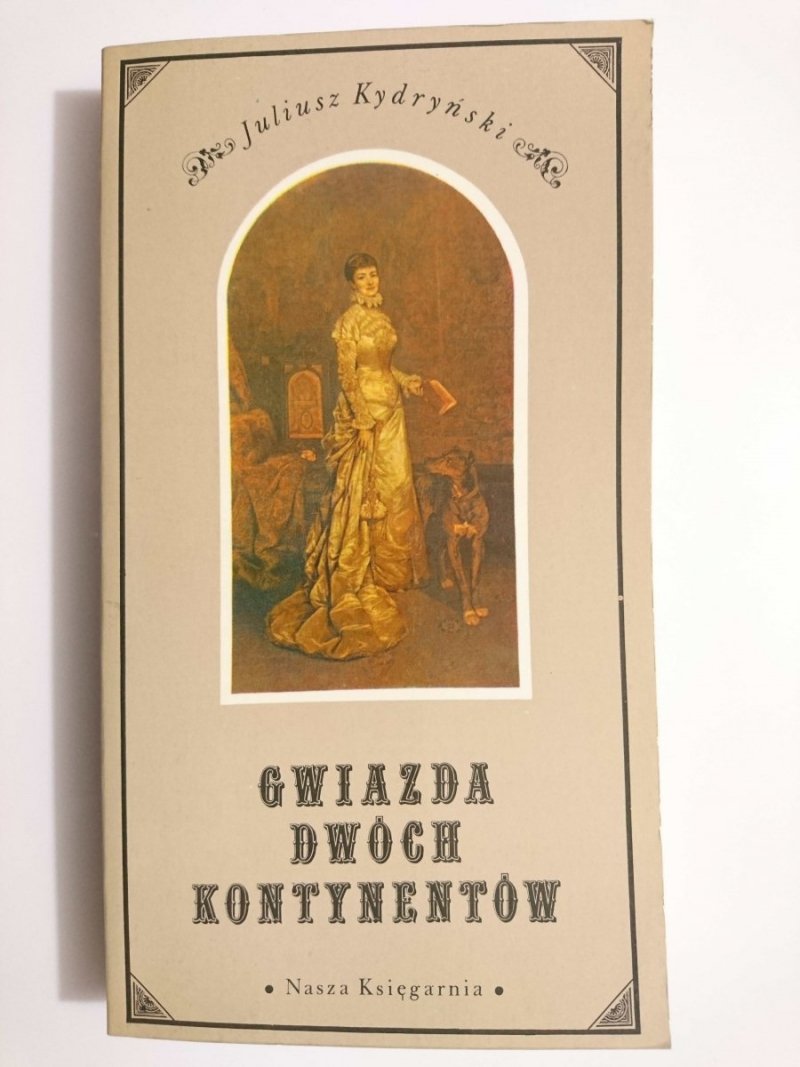 Juliusz Kydryński
GWIAZDA
DWÓCH
KONTYNENTÓW
• Nasza Księgarnia •